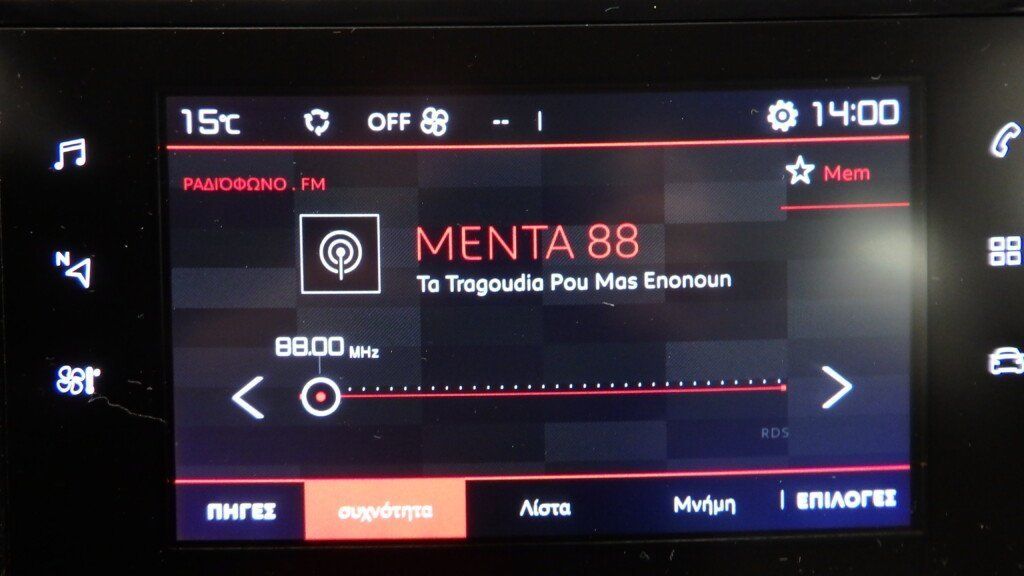 15°C OFF -- | 14:00
ΡΑΔΙΌΦΩΝΟ . FM
Mem
MENTA 88
Ta Tragoudia Pou Mas Enonoun
88.00 MHz
N
RDS
ΠΗΓΕΣ συχνότητα Λίστα Μνήμη | ΕΠΙΛΟΓΕΣ